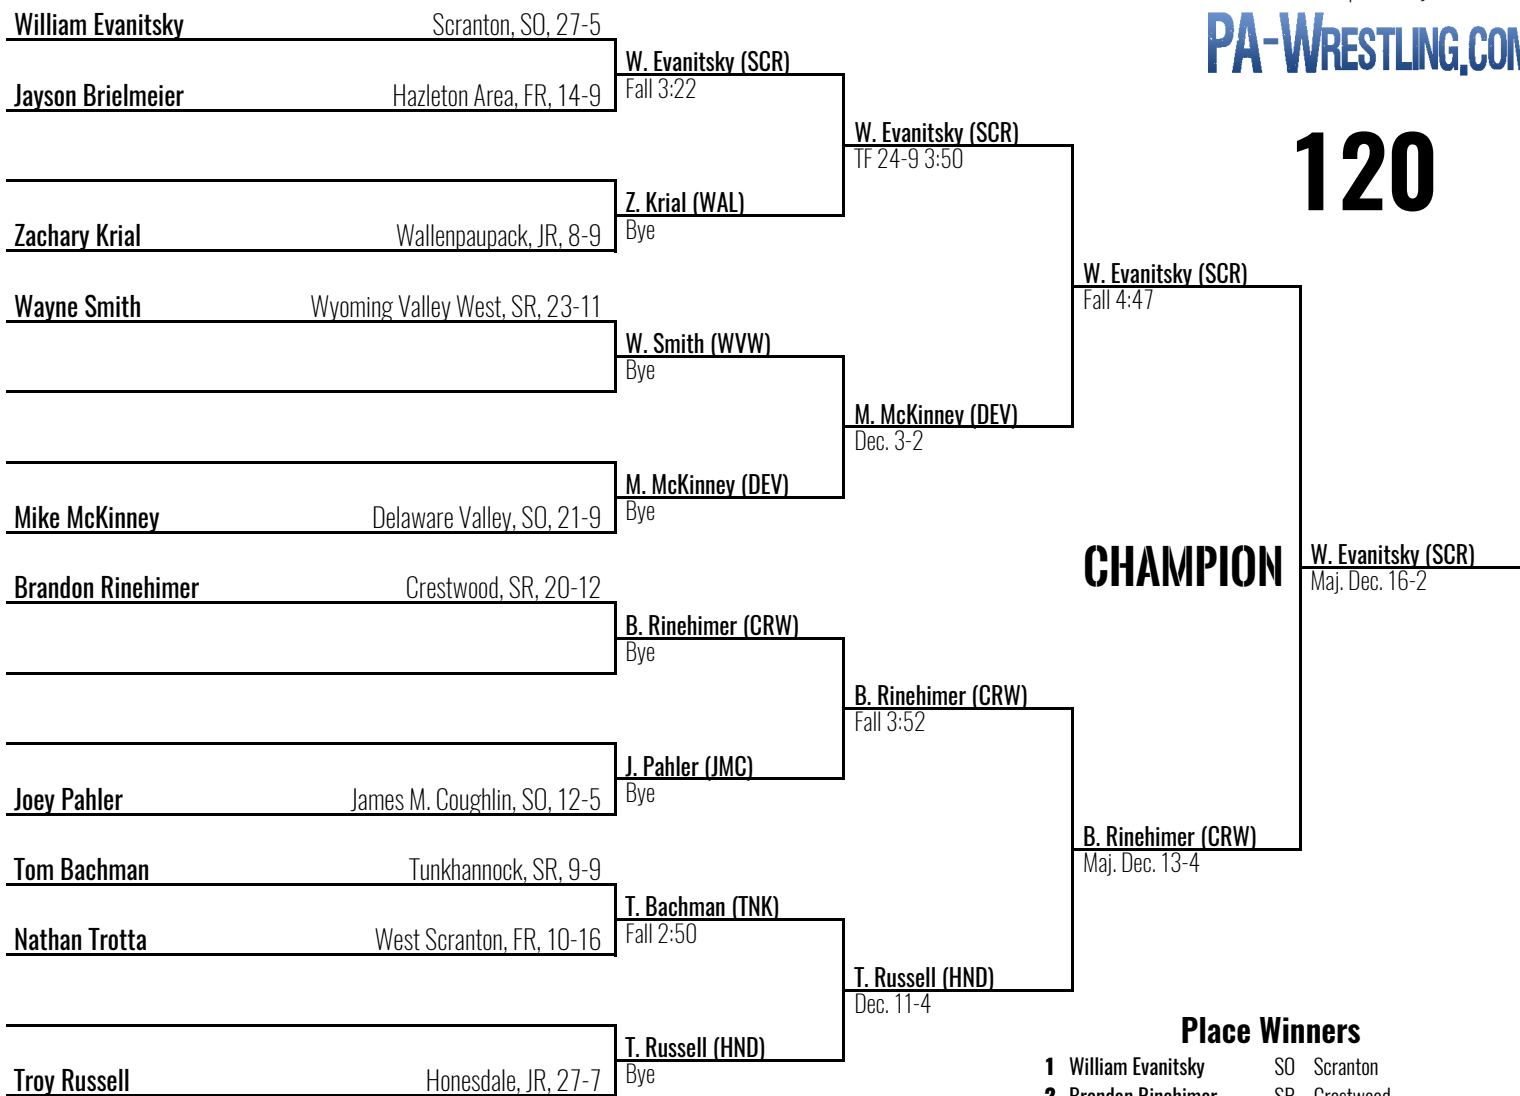 PA-WRESTLING.COM
120
William Evanitsky Scranton, SO, 27-5
W. Evanitsky (SCR)
Fall 3:22
Jayson Brielmeier Hazleton Area, FR, 14-9
W. Evanitsky (SCR)
TF 24-9 3:50
Z. Krial (WAL)
Bye
Zachary Krial Wallenpaupack, JR, 8-9
W. Evanitsky (SCR)
Fall 4:47
Wayne Smith Wyoming Valley West, SR, 23-11
W. Smith (WVW)
Bye
M. McKinney (DEV)
Dec. 3-2
M. McKinney (DEV)
Bye
Mike McKinney Delaware Valley, SO, 21-9
CHAMPION
W. Evanitsky (SCR)
Maj. Dec. 16-2
Brandon Rinehimer Crestwood, SR, 20-12
B. Rinehimer (CRW)
Bye
B. Rinehimer (CRW)
Fall 3:52
J. Pahler (JMC)
Bye
Joey Pahler James M. Coughlin, SO, 12-5
B. Rinehimer (CRW)
Maj. Dec. 13-4
Tom Bachman Tunkhannock, SR, 9-9
T. Bachman (TNK)
Fall 2:50
Nathan Trotta West Scranton, FR, 10-16
T. Russell (HND)
Dec. 11-4
T. Russell (HND)
Bye
Troy Russell Honesdale, JR, 27-7
Place Winners
1 William Evanitsky SO Scranton
2 Brandon Rinehimer SR Crestwood